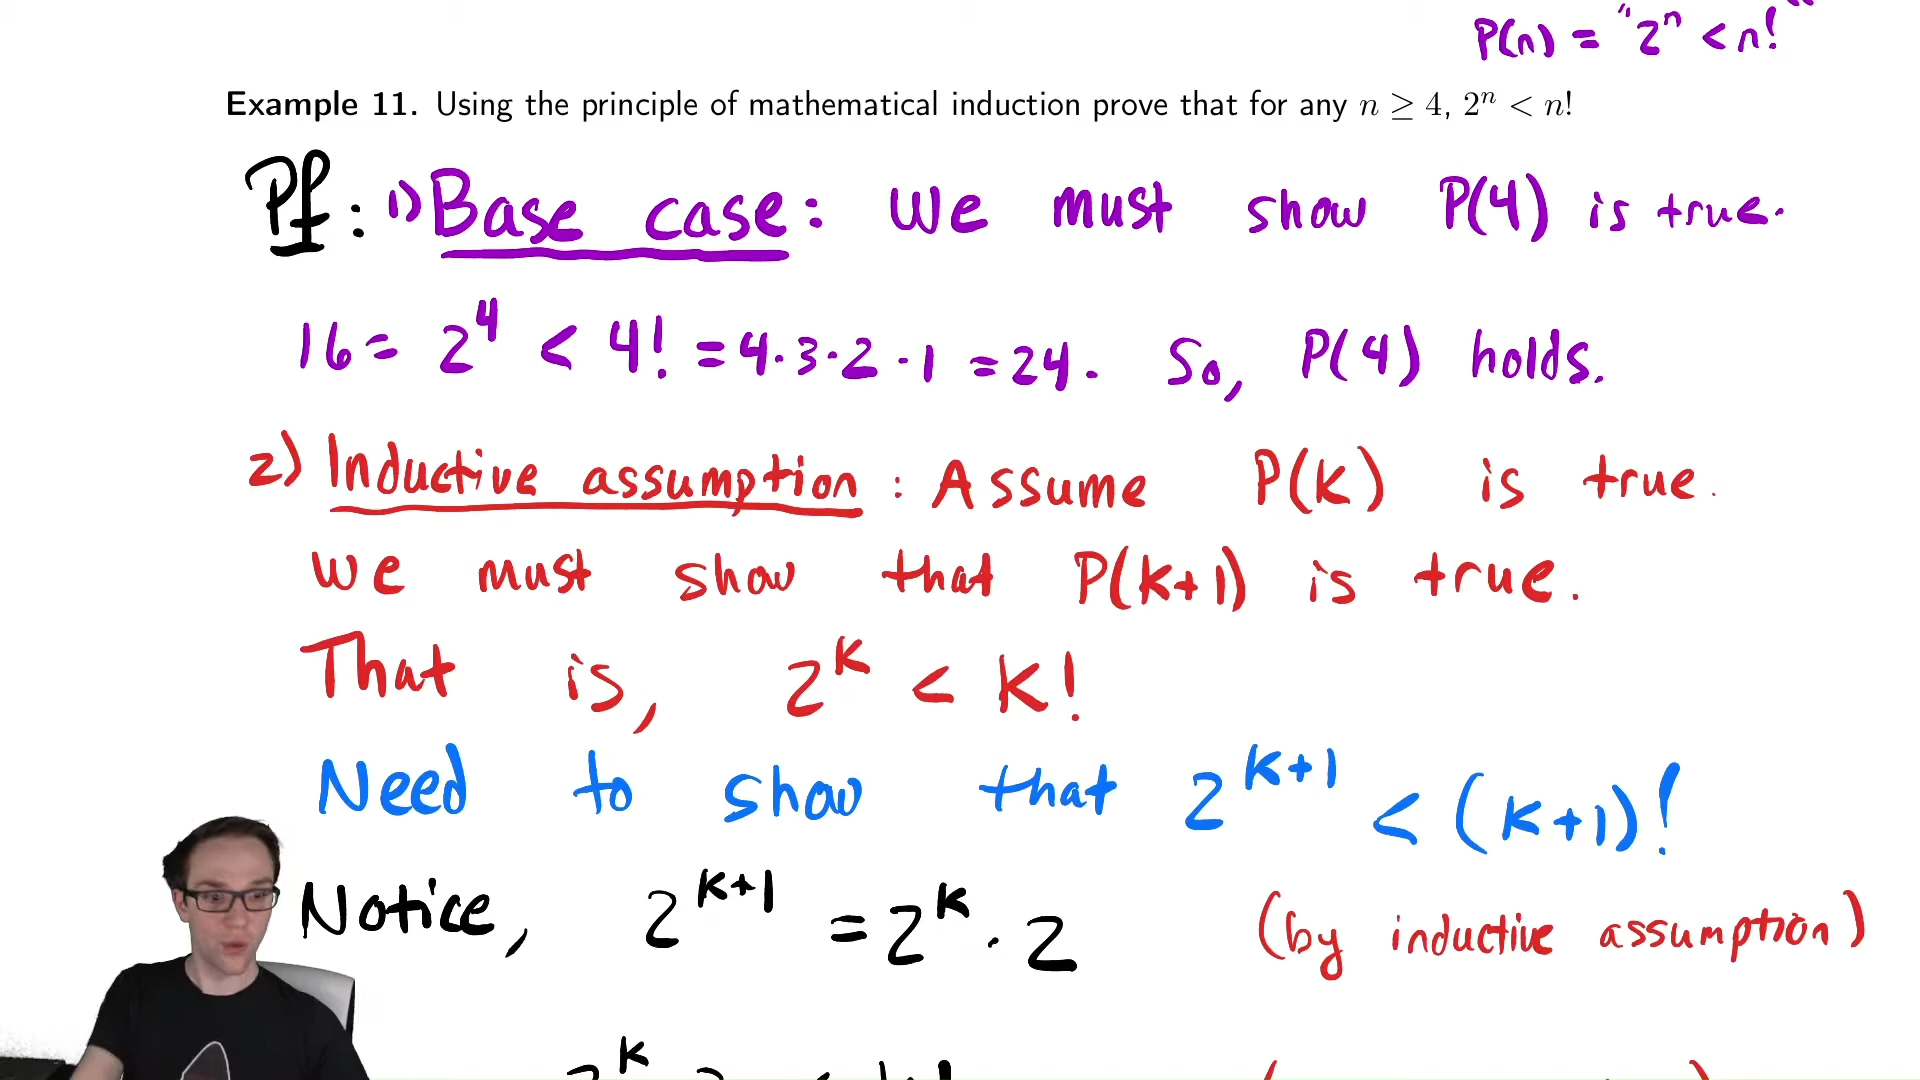 P(n) = "2ⁿ < n!"
Example 11. Using the principle of mathematical induction prove that for any n ≥ 4, 2ⁿ < n!
Pf: 1) Base case: We must show P(4) is true.
16 = 2⁴ < 4! = 4·3·2·1 = 24. So, P(4) holds.
2) Inductive assumption: Assume P(k) is true.
We must show that P(k+1) is true.
That is, 2ᵏ < k!
Need to show that 2ᵏ⁺¹ < (k+1)!
Notice, 2ᵏ⁺¹ = 2ᵏ · 2 (by inductive assumption)